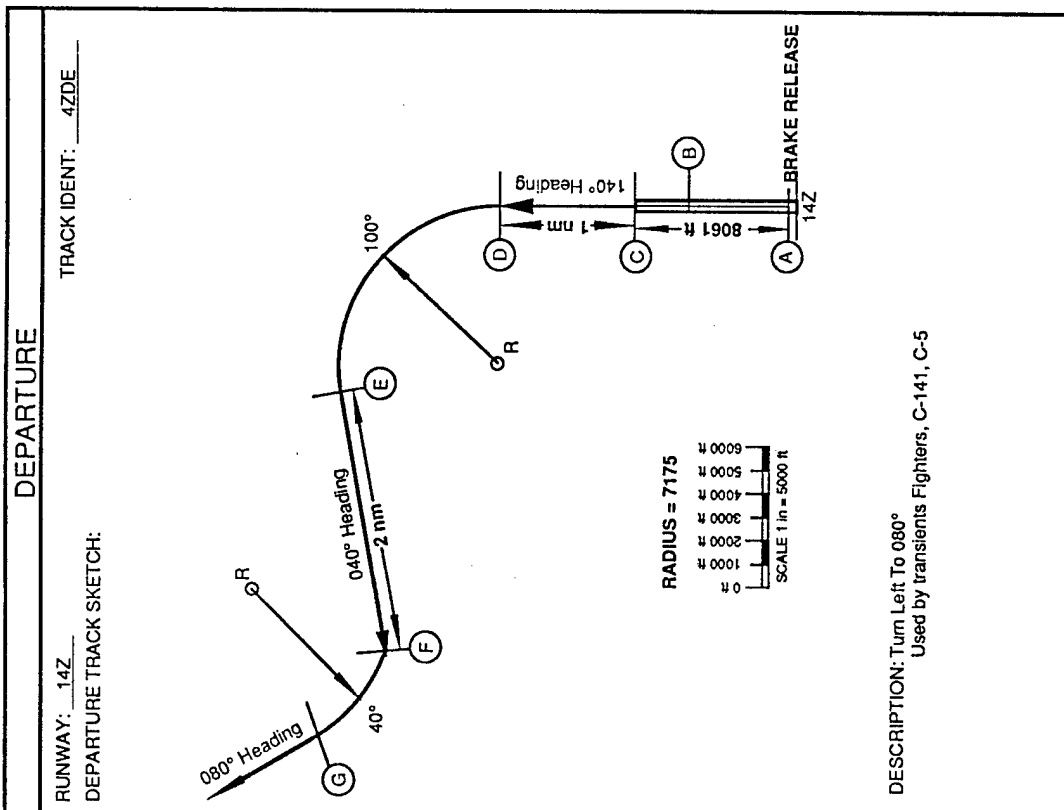 DEPARTURE
RUNWAY: 14Z
TRACK IDENT: 4ZDE
DEPARTURE TRACK SKETCH:
080° Heading
G
40°
R
F
040° Heading
2 nm
E
R
100°
D
140° Heading
1 nm
C
B
8061 ft
A
BRAKE RELEASE
14Z
RADIUS = 7175
0 ft
1000 ft
2000 ft
3000 ft
4000 ft
5000 ft
6000 ft
SCALE 1 in = 5000 ft
DESCRIPTION: Turn Left To 080°
Used by transients Fighters, C-141, C-5